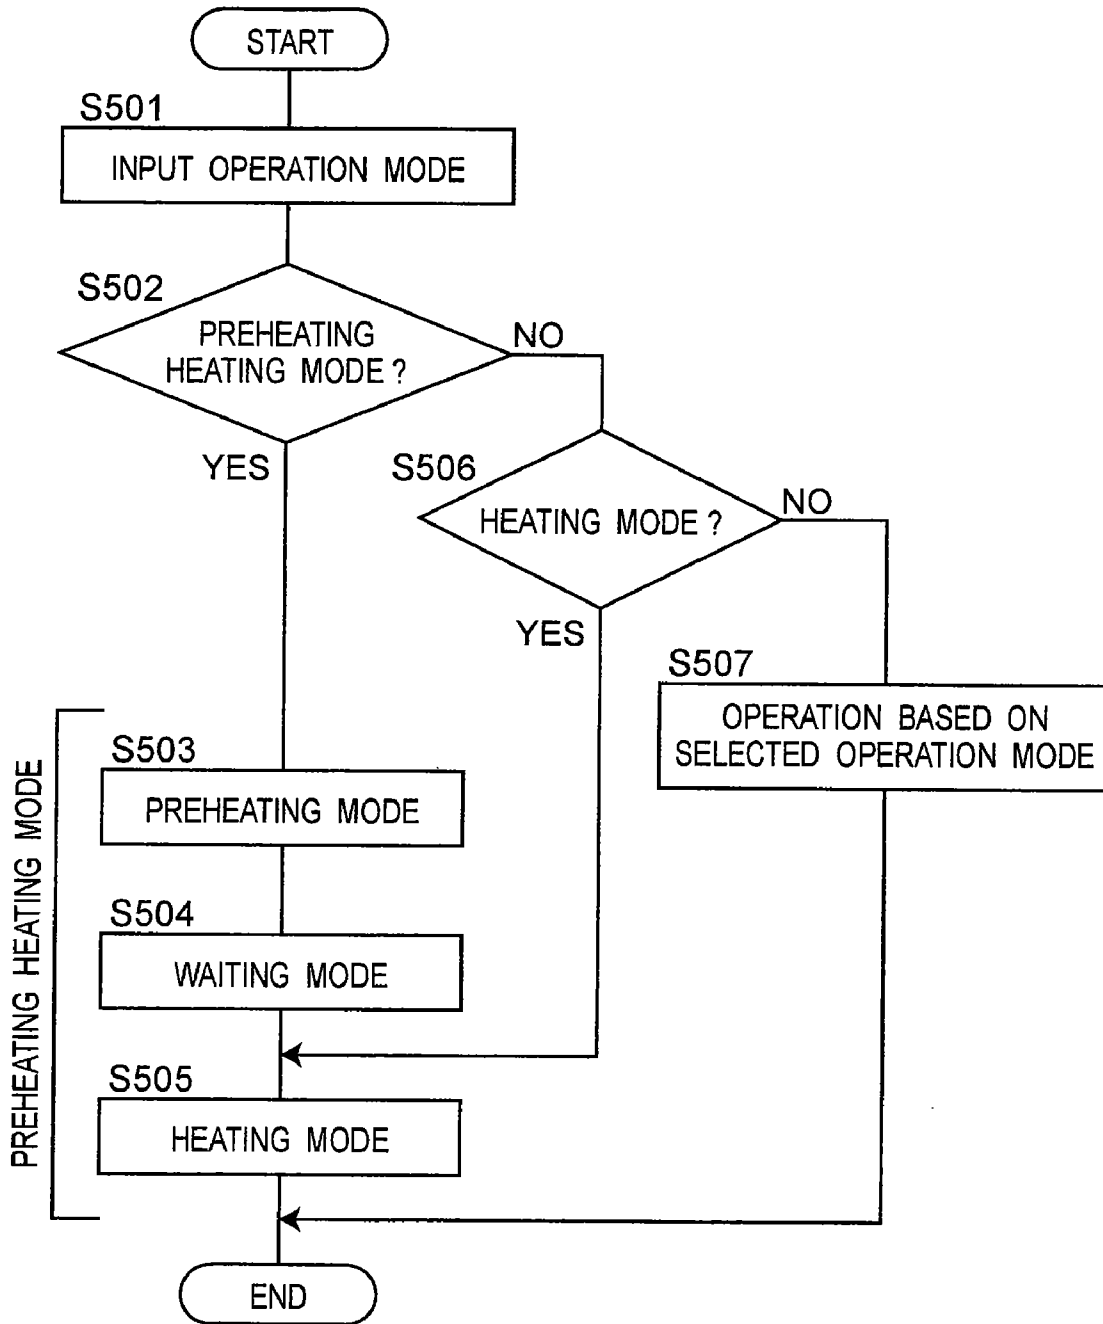 START
S501
INPUT OPERATION MODE
S502
PREHEATING
HEATING MODE ?
NO
YES
S506
HEATING MODE ?
NO
YES
S507
OPERATION BASED ON
SELECTED OPERATION MODE
PREHEATING HEATING MODE
S503
PREHEATING MODE
S504
WAITING MODE
S505
HEATING MODE
END